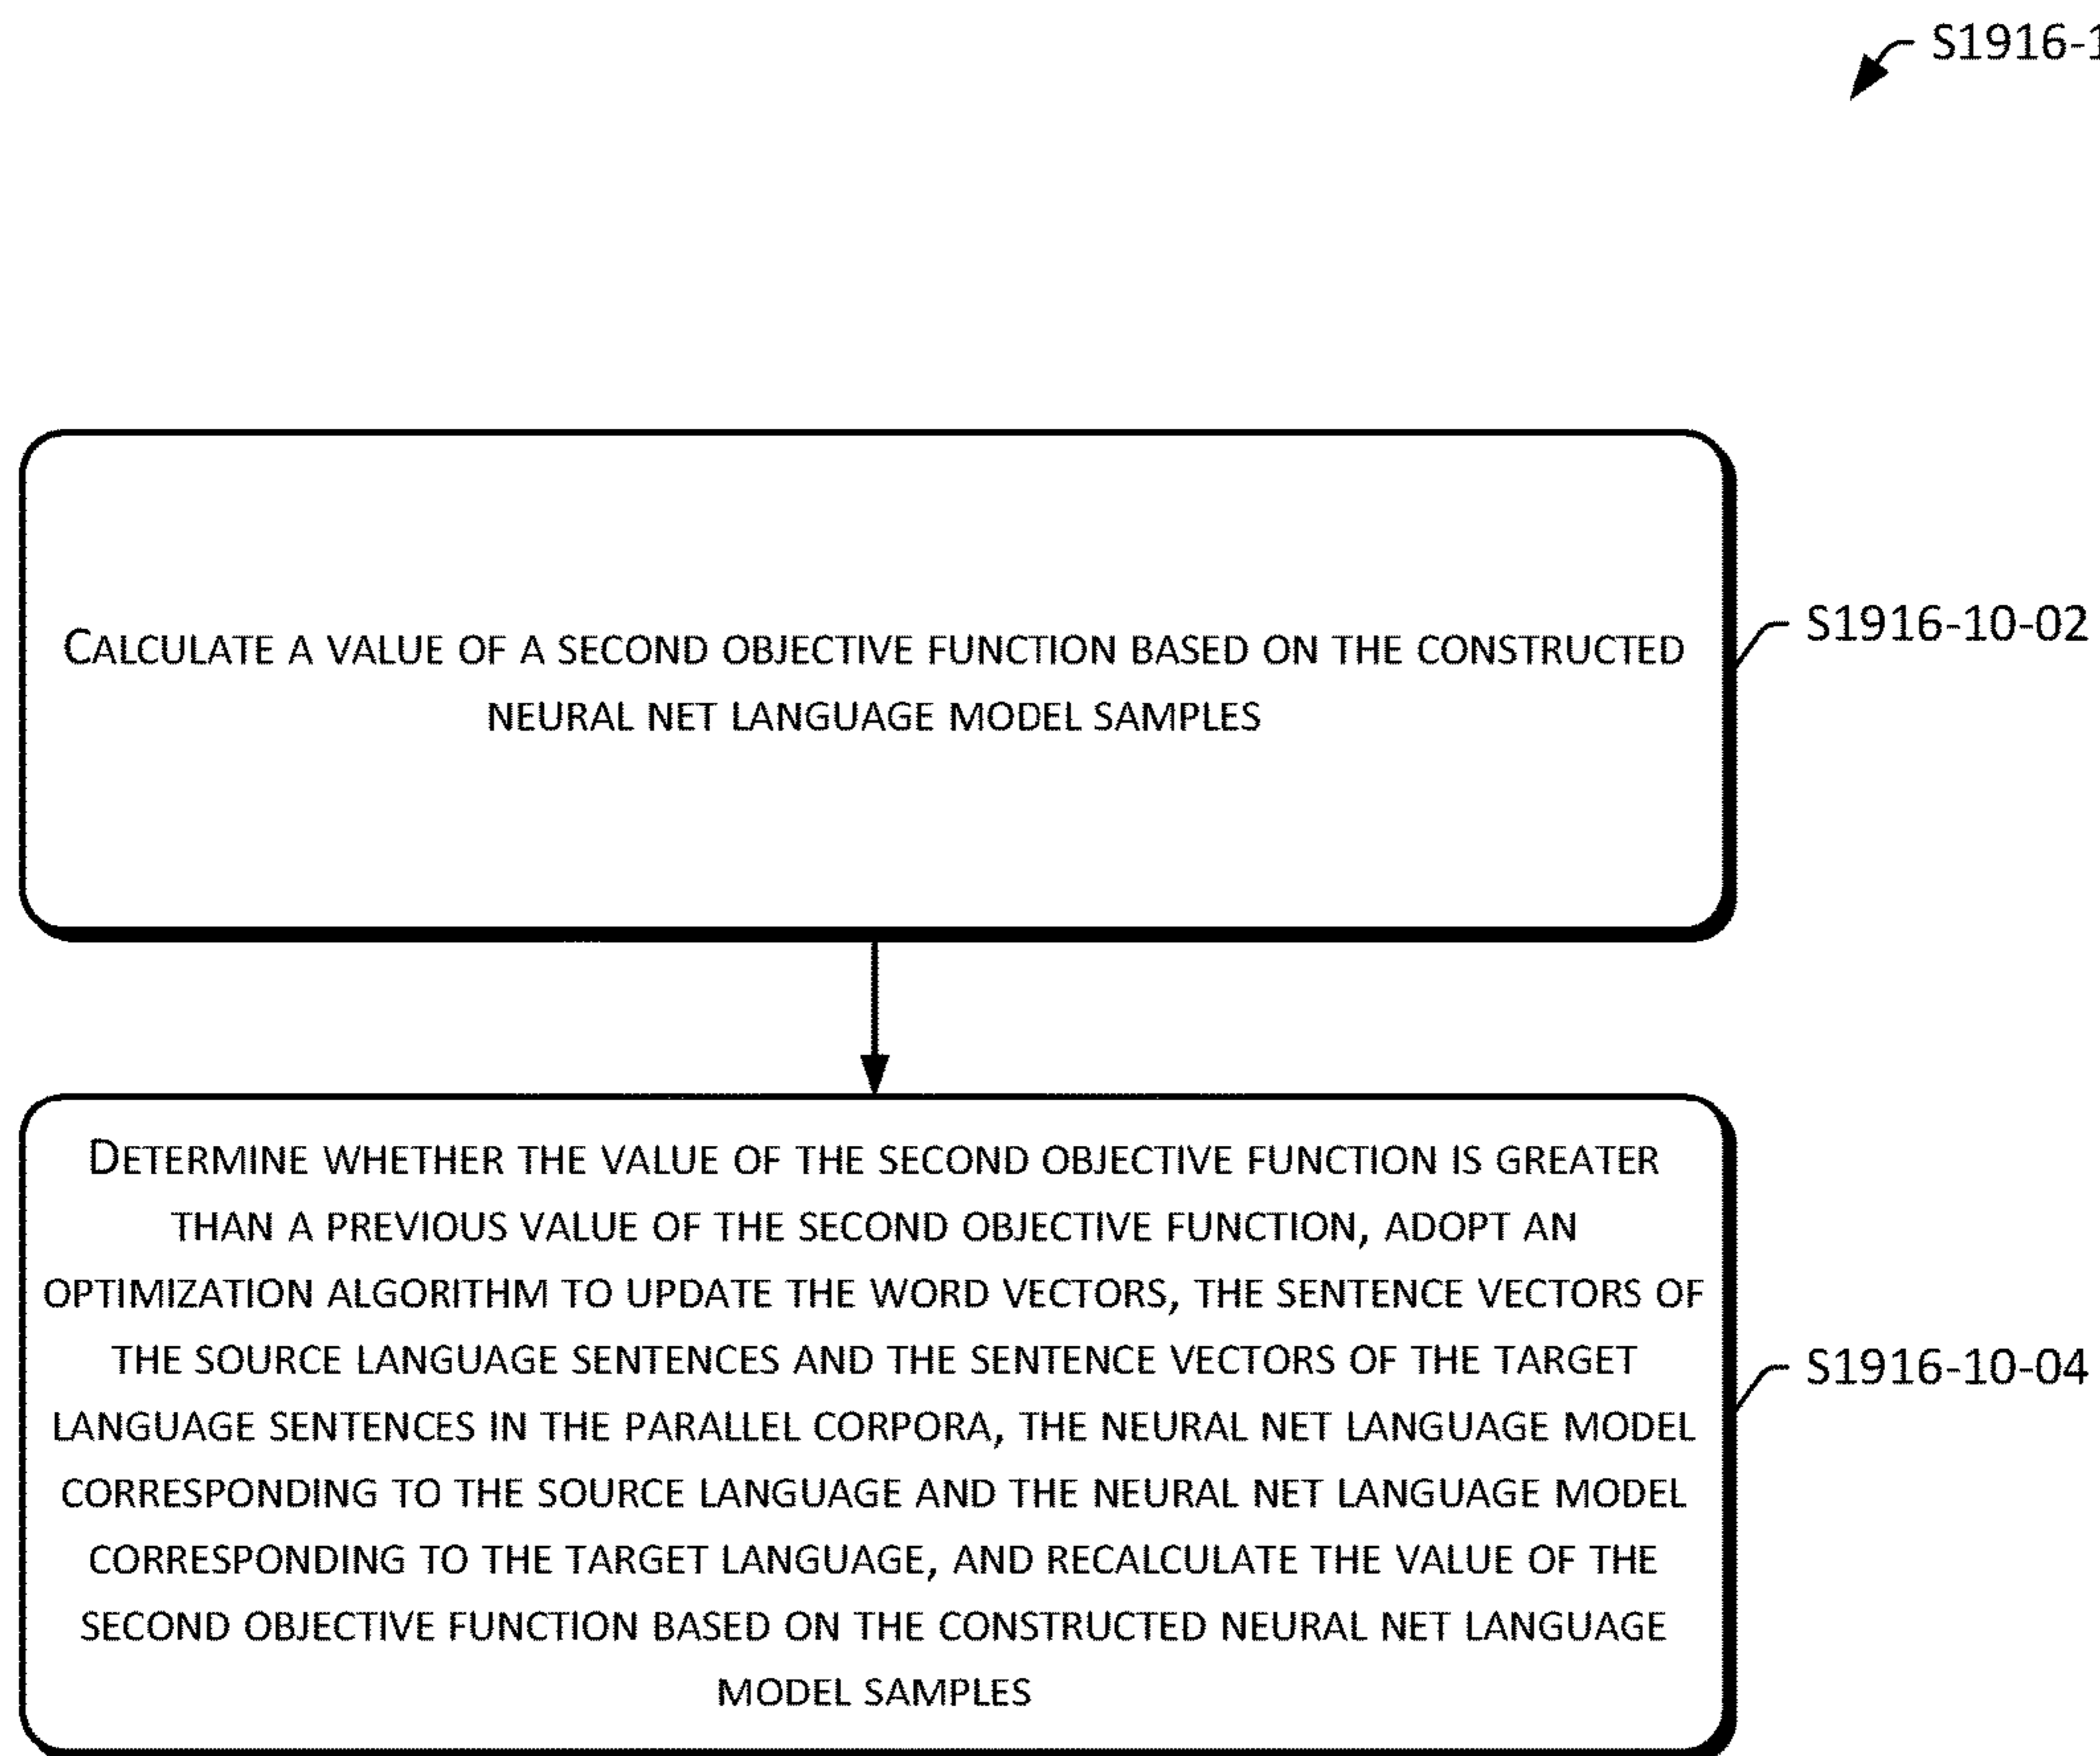 S1916-1
CALCULATE A VALUE OF A SECOND OBJECTIVE FUNCTION BASED ON THE CONSTRUCTED
NEURAL NET LANGUAGE MODEL SAMPLES
S1916-10-02
DETERMINE WHETHER THE VALUE OF THE SECOND OBJECTIVE FUNCTION IS GREATER
THAN A PREVIOUS VALUE OF THE SECOND OBJECTIVE FUNCTION, ADOPT AN
OPTIMIZATION ALGORITHM TO UPDATE THE WORD VECTORS, THE SENTENCE VECTORS OF
THE SOURCE LANGUAGE SENTENCES AND THE SENTENCE VECTORS OF THE TARGET
LANGUAGE SENTENCES IN THE PARALLEL CORPORA, THE NEURAL NET LANGUAGE MODEL
CORRESPONDING TO THE SOURCE LANGUAGE AND THE NEURAL NET LANGUAGE MODEL
CORRESPONDING TO THE TARGET LANGUAGE, AND RECALCULATE THE VALUE OF THE
SECOND OBJECTIVE FUNCTION BASED ON THE CONSTRUCTED NEURAL NET LANGUAGE
MODEL SAMPLES
S1916-10-04